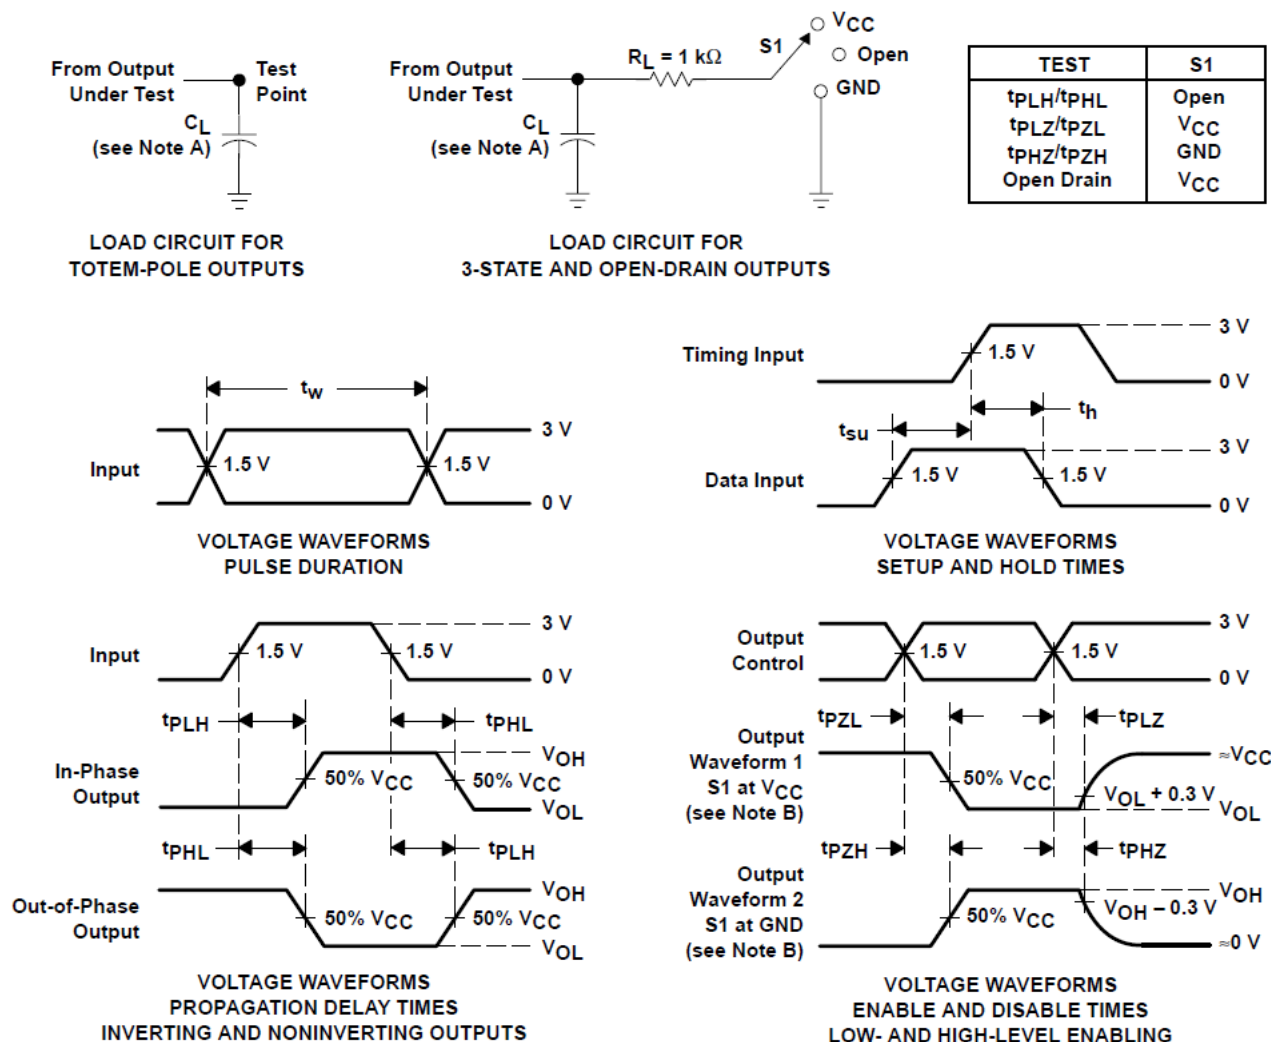 From Output
Under Test
Test
Point
CL
(see Note A)
LOAD CIRCUIT FOR
TOTEM-POLE OUTPUTS
From Output
Under Test
RL = 1 kΩ
S1
VCC
Open
GND
CL
(see Note A)
LOAD CIRCUIT FOR
3-STATE AND OPEN-DRAIN OUTPUTS
TEST S1
tPLH/tPHL Open
tPLZ/tPZL VCC
tPHZ/tPZH GND
Open Drain VCC
tw
Input
3 V
1.5 V
1.5 V
0 V
VOLTAGE WAVEFORMS
PULSE DURATION
Timing Input
3 V
1.5 V
0 V
th
tsu
Data Input
3 V
1.5 V
1.5 V
0 V
VOLTAGE WAVEFORMS
SETUP AND HOLD TIMES
Input
3 V
1.5 V
1.5 V
0 V
tPLH
tPHL
In-Phase
Output
VOH
50% VCC
50% VCC
VOL
tPHL
tPLH
Out-of-Phase
Output
VOH
50% VCC
50% VCC
VOL
VOLTAGE WAVEFORMS
PROPAGATION DELAY TIMES
INVERTING AND NONINVERTING OUTPUTS
Output
Control
3 V
1.5 V
1.5 V
0 V
tPZL
tPLZ
Output
Waveform 1
S1 at VCC
(see Note B)
≈VCC
50% VCC
VOL + 0.3 V
VOL
tPZH
tPHZ
Output
Waveform 2
S1 at GND
(see Note B)
VOH
50% VCC
VOH – 0.3 V
≈0 V
VOLTAGE WAVEFORMS
ENABLE AND DISABLE TIMES
LOW- AND HIGH-LEVEL ENABLING